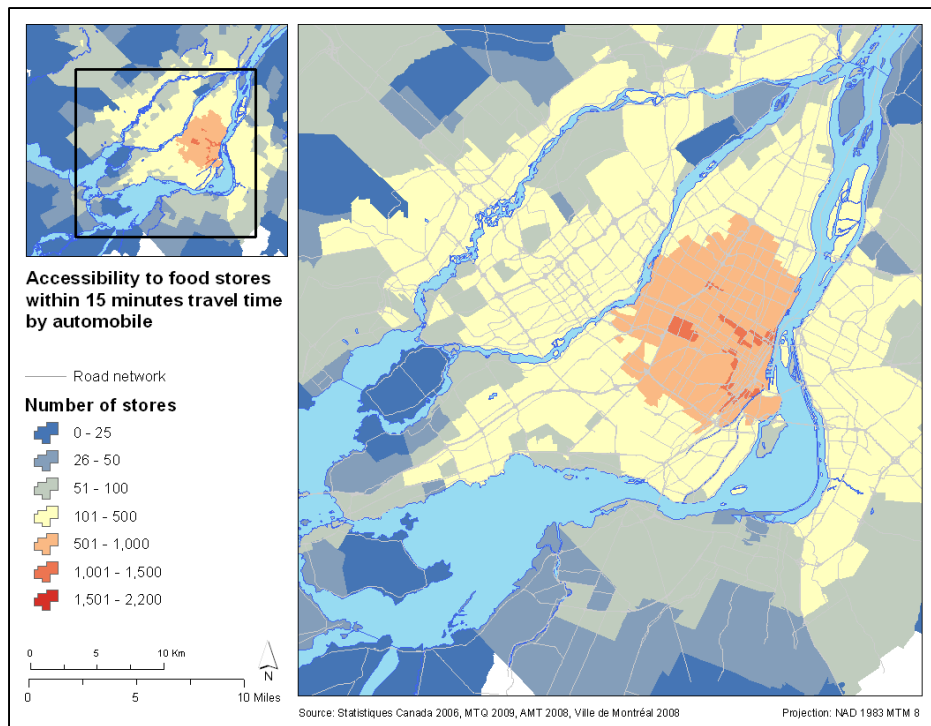 Accessibility to food stores
within 15 minutes travel time
by automobile
Road network
Number of stores
0 - 25
26 - 50
51 - 100
101 - 500
501 - 1,000
1,001 - 1,500
1,501 - 2,200
0 5 10 Km
N
0 5 10 Miles
Source: Statistiques Canada 2006, MTQ 2009, AMT 2008, Ville de Montréal 2008
Projection: NAD 1983 MTM 8